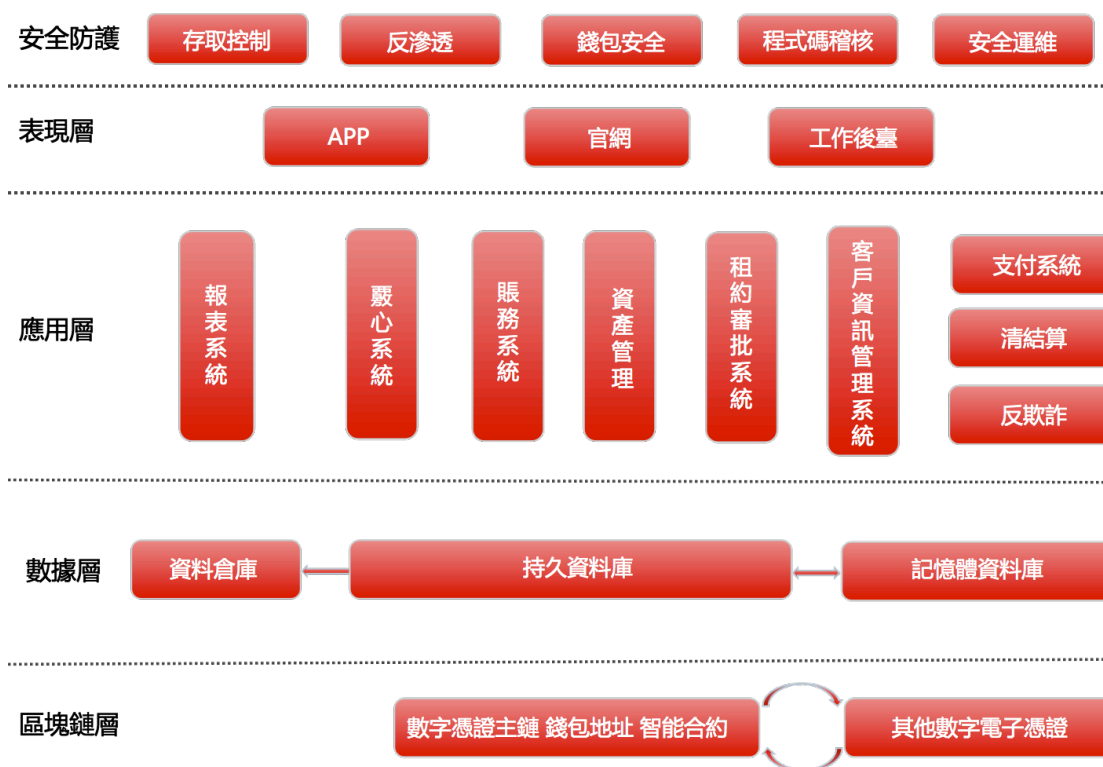 安全防護
存取控制
反滲透
錢包安全
程式碼稽核
安全運維
表現層
APP
官網
工作後臺
應用層
報表系統
覈心系統
賬務系統
資產管理
租約審批系統
客戶資訊管理系統
支付系統
清結算
反欺詐
數據層
資料倉庫
持久資料庫
記憶體資料庫
區塊鏈層
數字憑證主鏈 錢包地址 智能合約
其他數字電子憑證